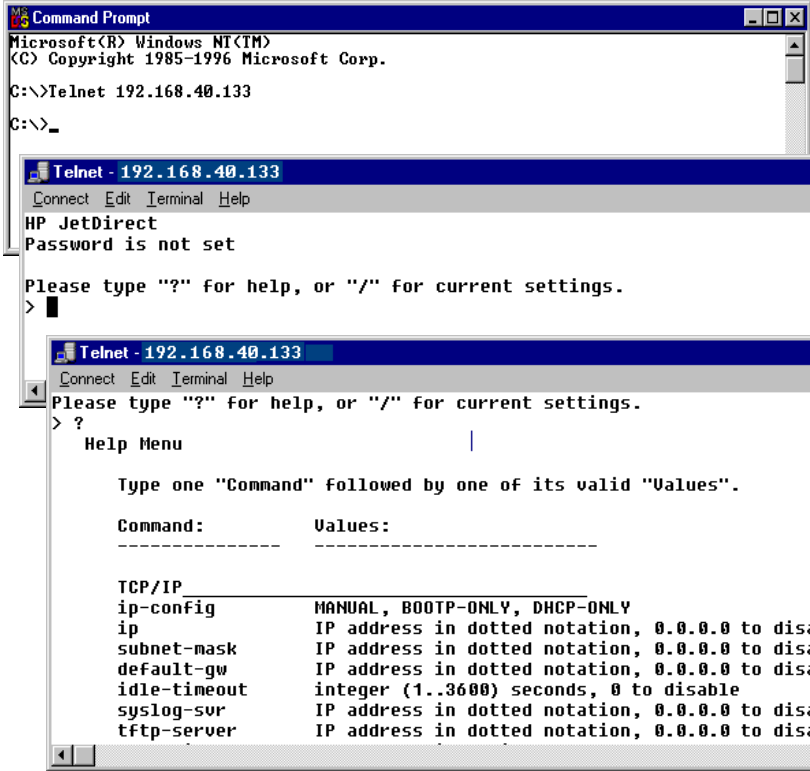 Command Prompt
Microsoft(R) Windows NT(TM)
(C) Copyright 1985-1996 Microsoft Corp.
C:\>Telnet 192.168.40.133
C:\>_
Telnet - 192.168.40.133
Connect Edit Terminal Help
HP JetDirect
Password is not set
Please type "?" for help, or "/" for current settings.
>
Telnet - 192.168.40.133
Connect Edit Terminal Help
Please type "?" for help, or "/" for current settings.
> ?
Help Menu
Type one "Command" followed by one of its valid "Values".
Command: Values:
--------------- --------------------------
TCP/IP
ip-config MANUAL, BOOTP-ONLY, DHCP-ONLY
ip IP address in dotted notation, 0.0.0.0 to disa
subnet-mask IP address in dotted notation, 0.0.0.0 to disa
default-gw IP address in dotted notation, 0.0.0.0 to disa
idle-timeout integer (1..3600) seconds, 0 to disable
syslog-svr IP address in dotted notation, 0.0.0.0 to disa
tftp-server IP address in dotted notation, 0.0.0.0 to disa